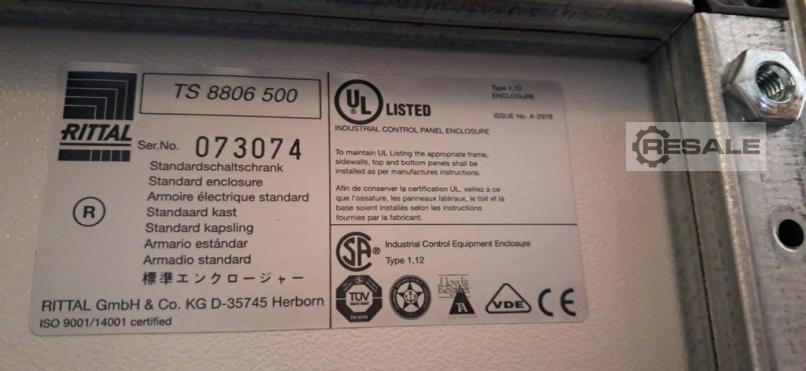 RITTAL
TS 8806 500
Ser.No. 073074
Standardschaltschrank
Standard enclosure
Armoire électrique standard
Standaard kast
Standard kapsling
Armario estándar
Armadio standard
標準エンクロージャー
R
RITTAL GmbH & Co. KG D-35745 Herborn
ISO 9001/14001 certified
UL ® LISTED
Type 1,12
ENCLOSURE
ISSUE No. A-2978
INDUSTRIAL CONTROL PANEL ENCLOSURE
To maintain UL Listing the appropriate frame,
sidewalls, top and bottom panels shall be
installed as per manufactures instructions.
Afin de conserver la certification UL, veillez à ce
que l'ossature, les panneaux latéraux, le toit et la
base soient installés selon les instructions
fournies par la fabricant.
SA ®
Industrial Control Equipment Enclosure
Type 1,12
TÜV
Lloyd's
Register
TA
VDE
CE
RESALE